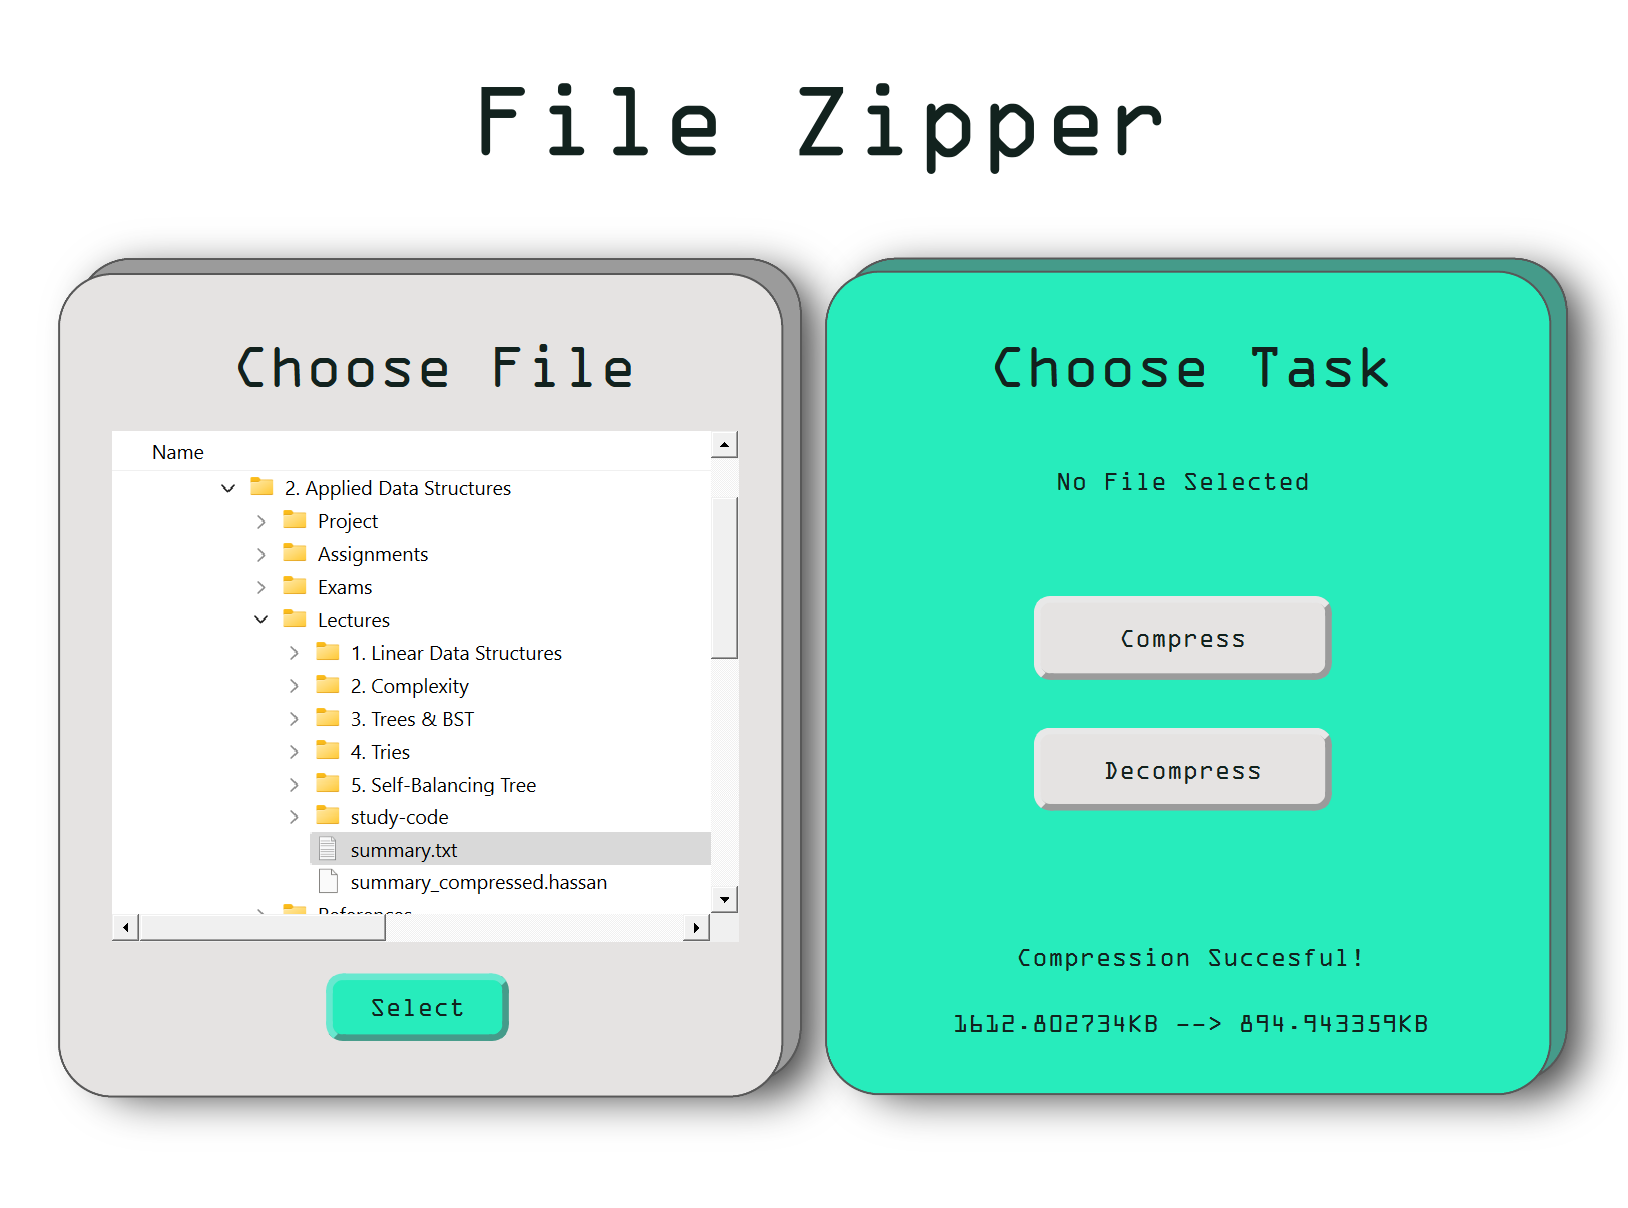 File Zipper
Choose File
Name
2. Applied Data Structures
Project
Assignments
Exams
Lectures
1. Linear Data Structures
2. Complexity
3. Trees & BST
4. Tries
5. Self-Balancing Tree
study-code
summary.txt
summary_compressed.hassan
References
Select
Choose Task
No File Selected
Compress
Decompress
Compression Succesful!
1612.802734KB --> 894.943359KB